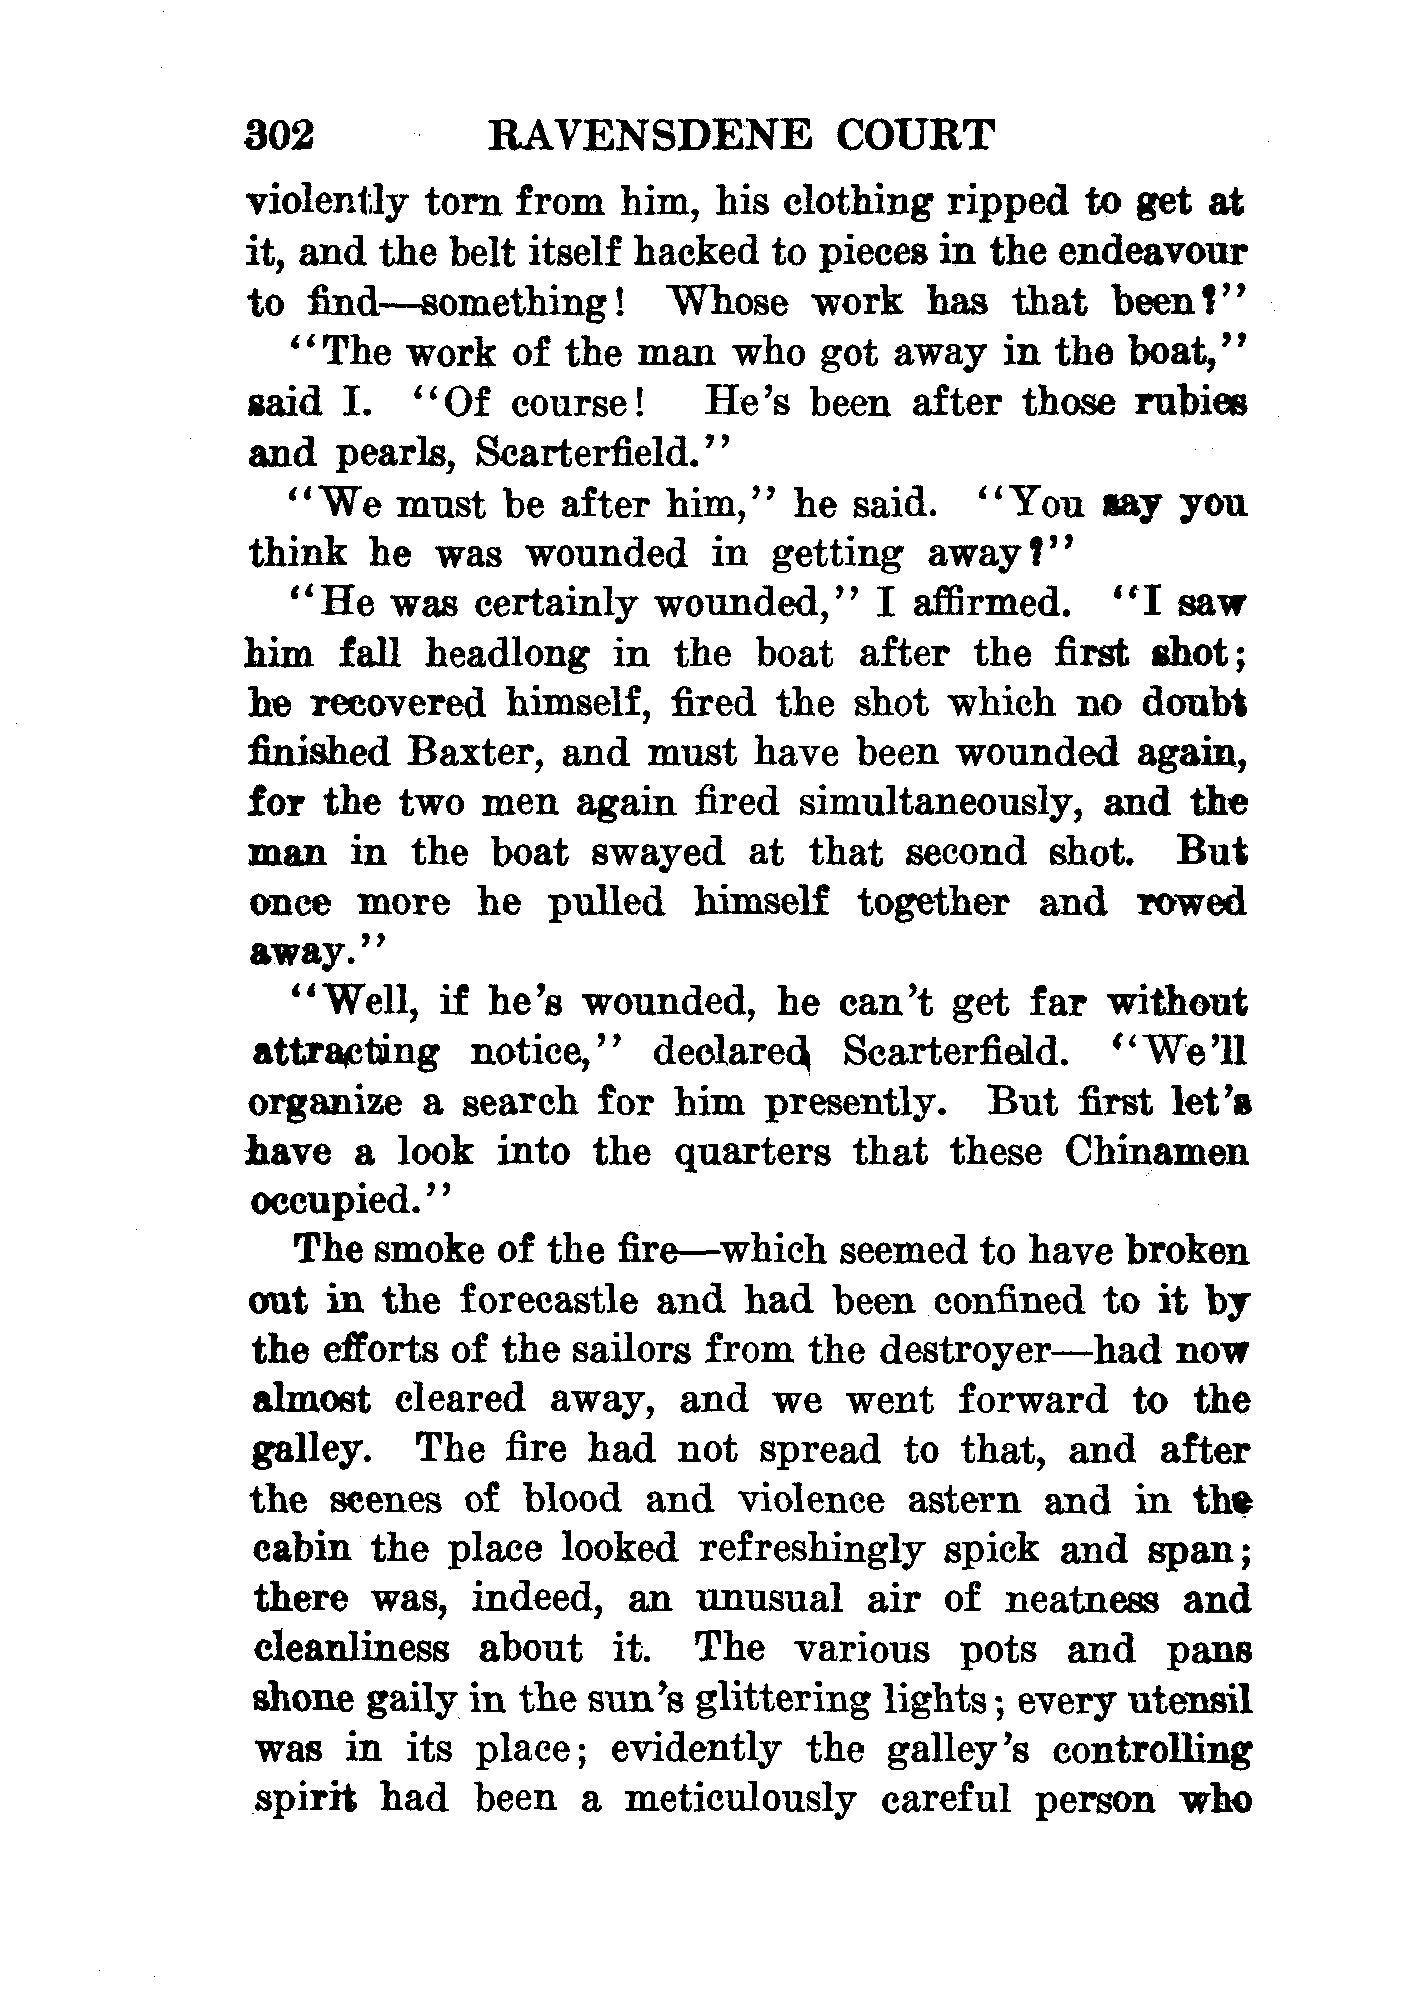 302 RAVENSDENE COURT
violently torn from him, his clothing ripped to get at
it, and the belt itself hacked to pieces in the endeavour
to find—something! Whose work has that been?"
"The work of the man who got away in the boat,"
said I. "Of course! He's been after those rubies
and pearls, Scarterfield."
"We must be after him," he said. "You say you
think he was wounded in getting away?"
"He was certainly wounded," I affirmed. "I saw
him fall headlong in the boat after the first shot;
he recovered himself, fired the shot which no doubt
finished Baxter, and must have been wounded again,
for the two men again fired simultaneously, and the
man in the boat swayed at that second shot. But
once more he pulled himself together and rowed
away."
"Well, if he's wounded, he can't get far without
attracting notice," declared Scarterfield. "We'll
organize a search for him presently. But first let's
have a look into the quarters that these Chinamen
occupied."
The smoke of the fire—which seemed to have broken
out in the forecastle and had been confined to it by
the efforts of the sailors from the destroyer—had now
almost cleared away, and we went forward to the
galley. The fire had not spread to that, and after
the scenes of blood and violence astern and in the
cabin the place looked refreshingly spick and span;
there was, indeed, an unusual air of neatness and
cleanliness about it. The various pots and pans
shone gaily in the sun's glittering lights; every utensil
was in its place; evidently the galley's controlling
spirit had been a meticulously careful person who